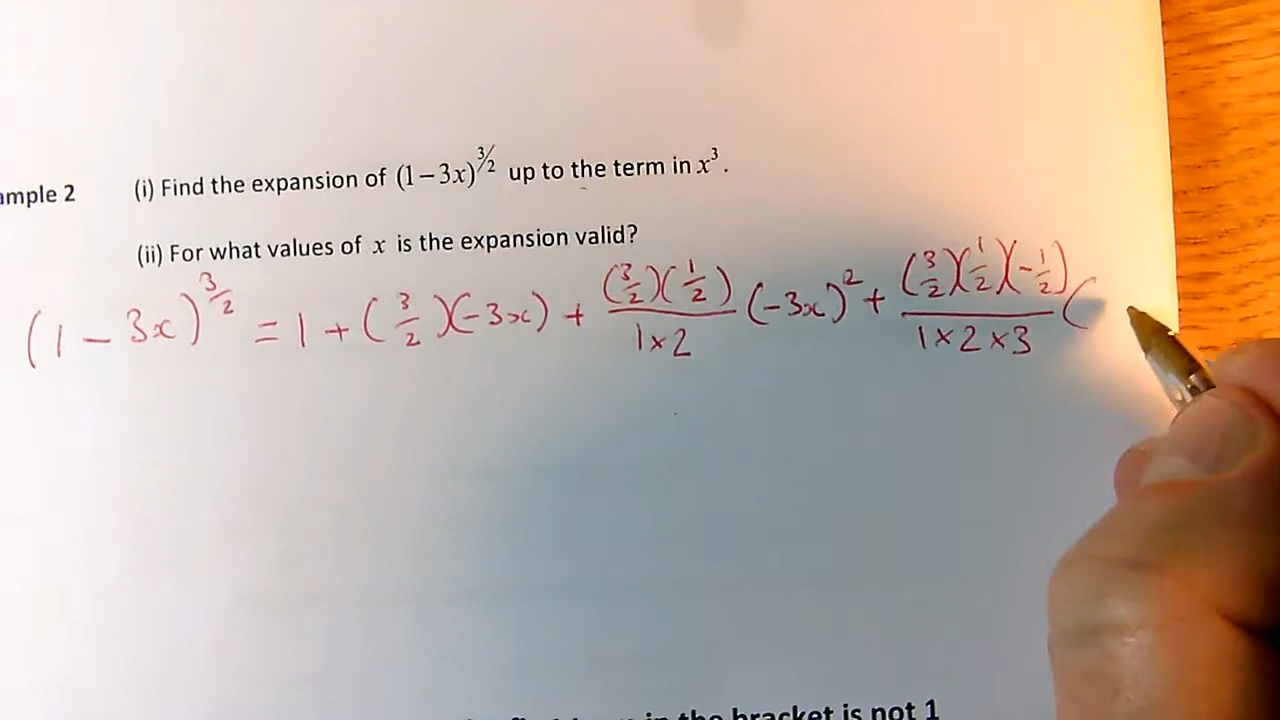 ample 2 (i) Find the expansion of (1 – 3x)^{3/2} up to the term in x³.
(ii) For what values of x is the expansion valid?
(1 – 3x)^{3/2} = 1 + (3/2)(-3x) + (3/2)(1/2)/(1×2) (-3x)² + (3/2)(1/2)(-1/2)/(1×2×3) (
in the bracket is not 1